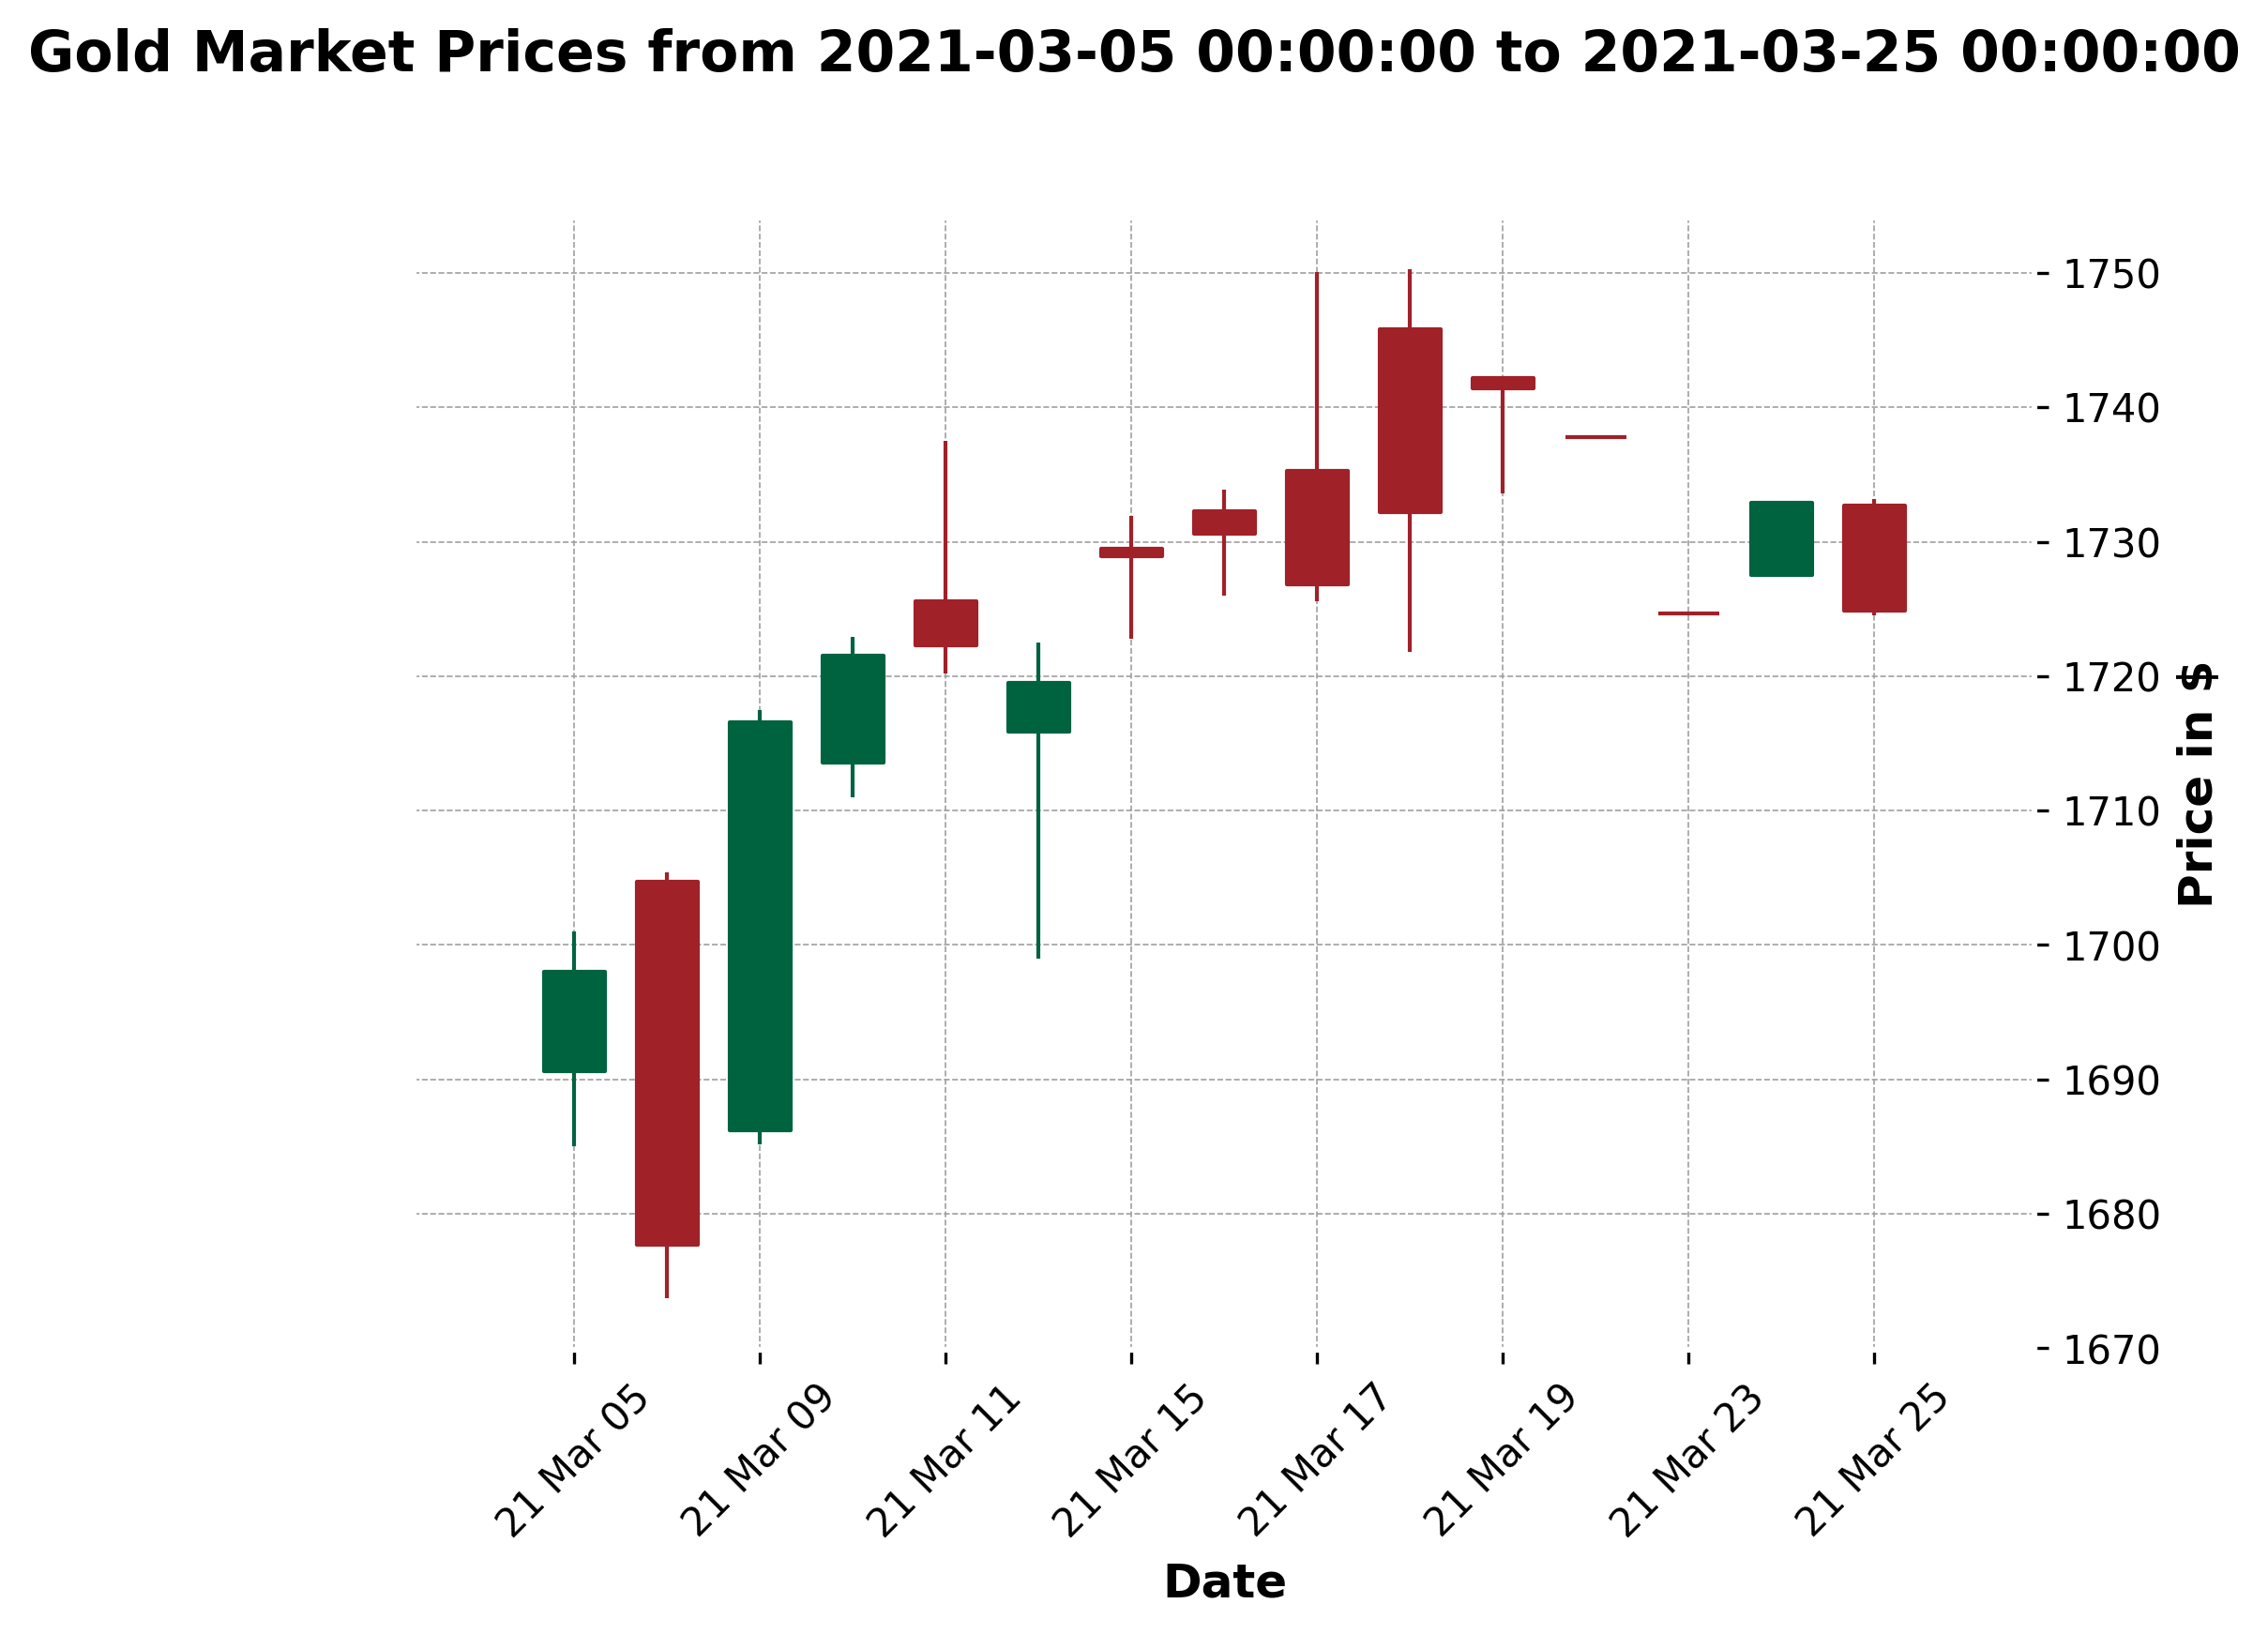 Gold Market Prices from 2021-03-05 00:00:00 to 2021-03-25 00:00:00
1750
1740
1730
1720
1710
1700
1690
1680
1670
Price in $
21 Mar 05
21 Mar 09
21 Mar 11
21 Mar 15
21 Mar 17
21 Mar 19
21 Mar 23
21 Mar 25
Date